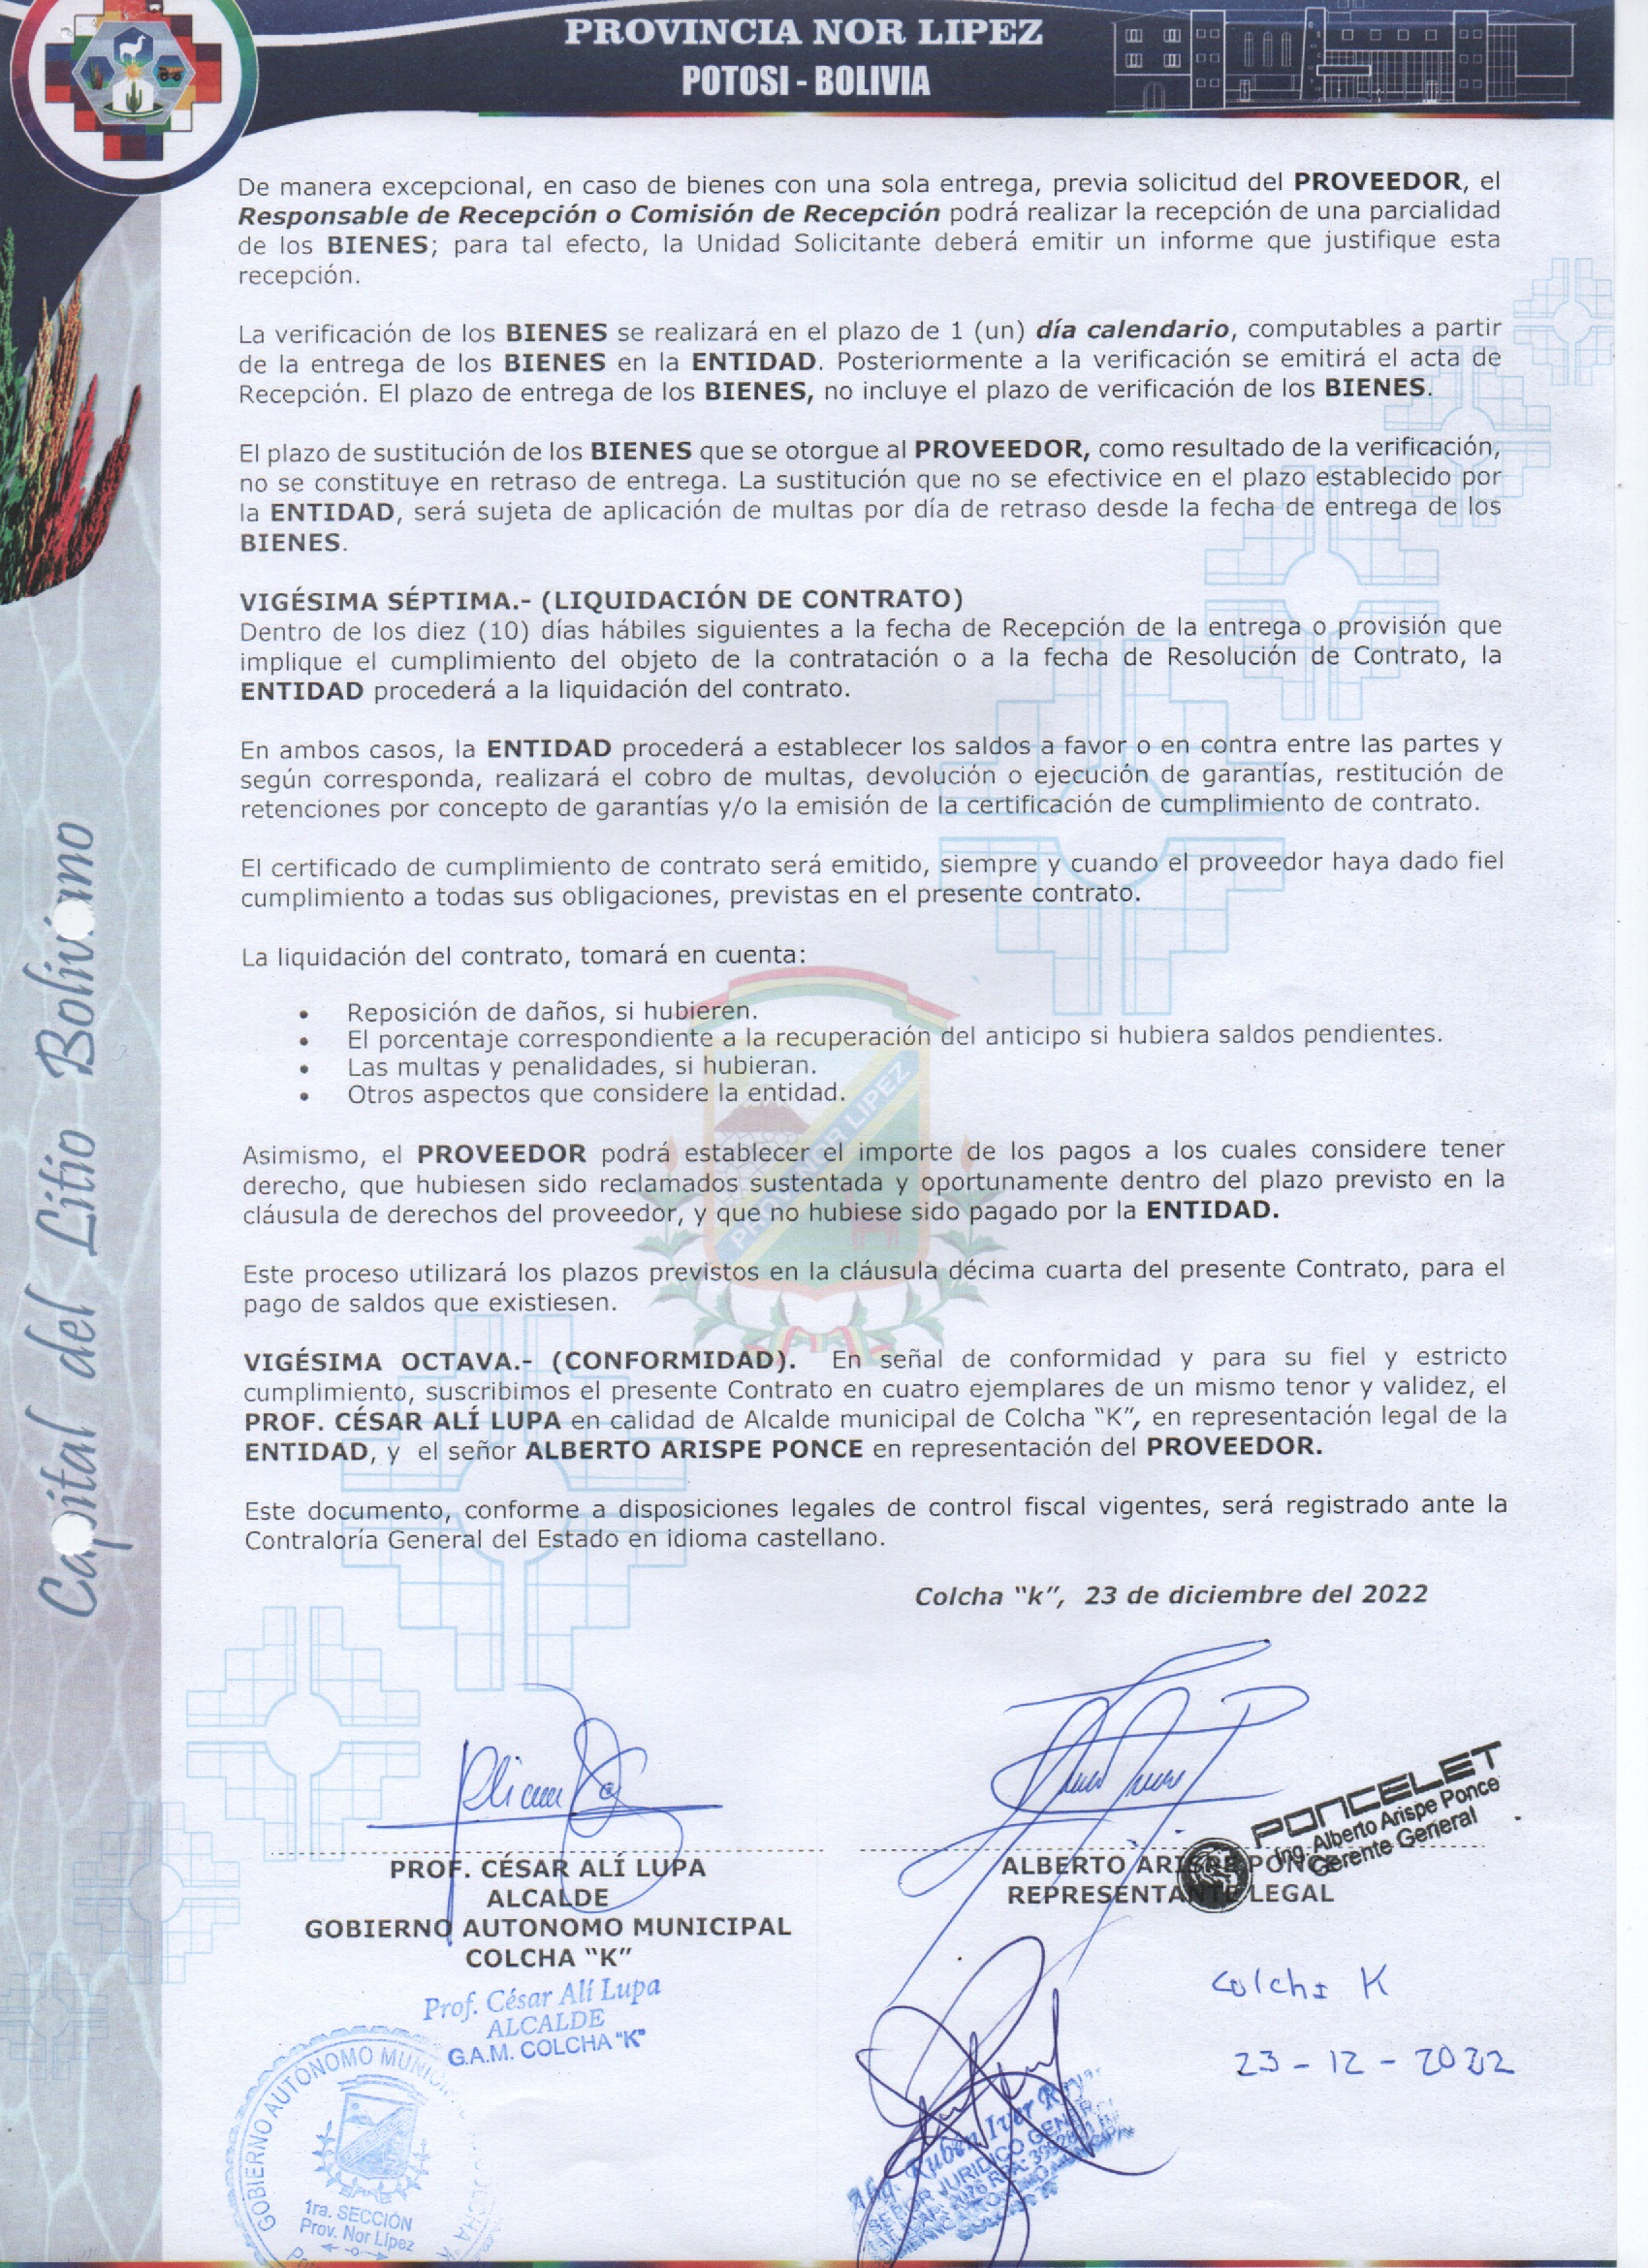 PROVINCIA NOR LIPEZ
POTOSI - BOLIVIA
De manera excepcional, en caso de bienes con una sola entrega, previa solicitud del PROVEEDOR, el
Responsable de Recepción o Comisión de Recepción podrá realizar la recepción de una parcialidad
de los BIENES; para tal efecto, la Unidad Solicitante deberá emitir un informe que justifique esta
recepción.
La verificación de los BIENES se realizará en el plazo de 1 (un) día calendario, computables a partir
de la entrega de los BIENES en la ENTIDAD. Posteriormente a la verificación se emitirá el acta de
Recepción. El plazo de entrega de los BIENES, no incluye el plazo de verificación de los BIENES.
El plazo de sustitución de los BIENES que se otorgue al PROVEEDOR, como resultado de la verificación,
no se constituye en retraso de entrega. La sustitución que no se efectivice en el plazo establecido por
la ENTIDAD, será sujeta de aplicación de multas por día de retraso desde la fecha de entrega de los
BIENES.
VIGÉSIMA SÉPTIMA.- (LIQUIDACIÓN DE CONTRATO)
Dentro de los diez (10) días hábiles siguientes a la fecha de Recepción de la entrega o provisión que
implique el cumplimiento del objeto de la contratación o a la fecha de Resolución de Contrato, la
ENTIDAD procederá a la liquidación del contrato.
En ambos casos, la ENTIDAD procederá a establecer los saldos a favor o en contra entre las partes y
según corresponda, realizará el cobro de multas, devolución o ejecución de garantías, restitución de
retenciones por concepto de garantías y/o la emisión de la certificación de cumplimiento de contrato.
El certificado de cumplimiento de contrato será emitido, siempre y cuando el proveedor haya dado fiel
cumplimiento a todas sus obligaciones, previstas en el presente contrato.
La liquidación del contrato, tomará en cuenta:
• Reposición de daños, si hubieren.
• El porcentaje correspondiente a la recuperación del anticipo si hubiera saldos pendientes.
• Las multas y penalidades, si hubieran.
• Otros aspectos que considere la entidad.
PROV. NOR LIPEZ
Asimismo, el PROVEEDOR podrá establecer el importe de los pagos a los cuales considere tener
derecho, que hubiesen sido reclamados sustentada y oportunamente dentro del plazo previsto en la
cláusula de derechos del proveedor, y que no hubiese sido pagado por la ENTIDAD.
Este proceso utilizará los plazos previstos en la cláusula décima cuarta del presente Contrato, para el
pago de saldos que existiesen.
VIGÉSIMA OCTAVA.- (CONFORMIDAD). En señal de conformidad y para su fiel y estricto
cumplimiento, suscribimos el presente Contrato en cuatro ejemplares de un mismo tenor y validez, el
PROF. CÉSAR ALÍ LUPA en calidad de Alcalde municipal de Colcha “K”, en representación legal de la
ENTIDAD, y el señor ALBERTO ARISPE PONCE en representación del PROVEEDOR.
Este documento, conforme a disposiciones legales de control fiscal vigentes, será registrado ante la
Contraloría General del Estado en idioma castellano.
Colcha “k”, 23 de diciembre del 2022
Capital del Litio Boliviano
PONCELET
Ing. Alberto Arispe Ponce
Gerente General
PROF. CÉSAR ALÍ LUPA
ALCALDE
GOBIERNO AUTONOMO MUNICIPAL
COLCHA “K”
ALBERTO ARISPE PONCE
REPRESENTANTE LEGAL
Prof. César Alí Lupa
ALCALDE
G.A.M. COLCHA "K"
Colcha K
23 - 12 - 2022
GOBIERNO AUTÓNOMO
1ra. SECCIÓN
Prov. Nor Lípez
Abg. Ruben Iver